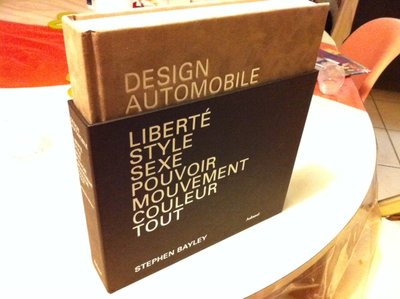 DESIGN
AUTOMOBILE
LIBERTÉ
STYLE
SEXE
POUVOIR
MOUVEMENT
COULEUR
TOUT
STEPHEN BAYLEY